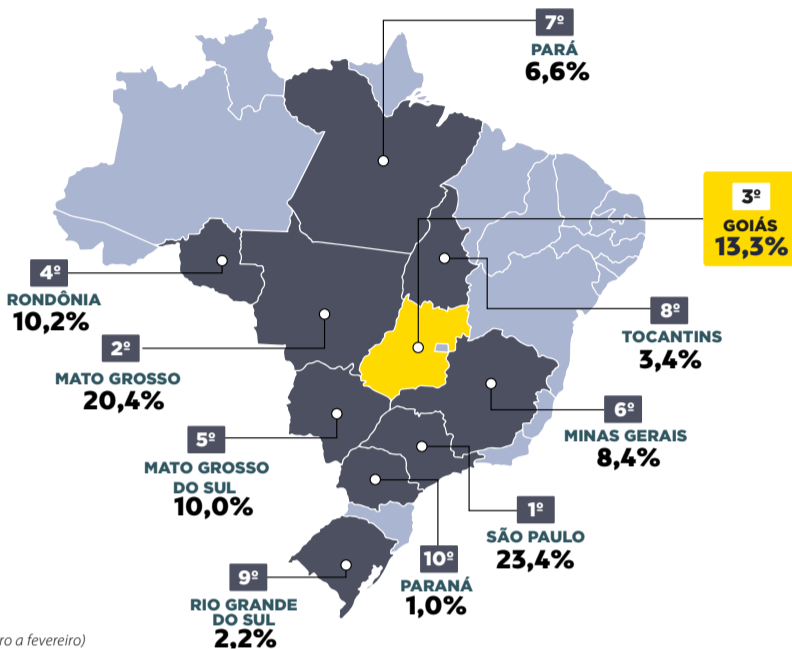 7º
PARÁ
6,6%
3º
GOIÁS
13,3%
4º
RONDÔNIA
10,2%
8º
TOCANTINS
3,4%
2º
MATO GROSSO
20,4%
6º
MINAS GERAIS
8,4%
5º
MATO GROSSO
DO SUL
10,0%
1º
SÃO PAULO
23,4%
10º
PARANÁ
1,0%
9º
RIO GRANDE
DO SUL
2,2%
a fevereiro)